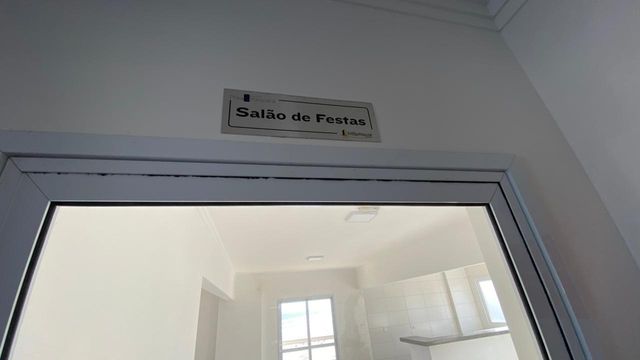 Salão de Festas